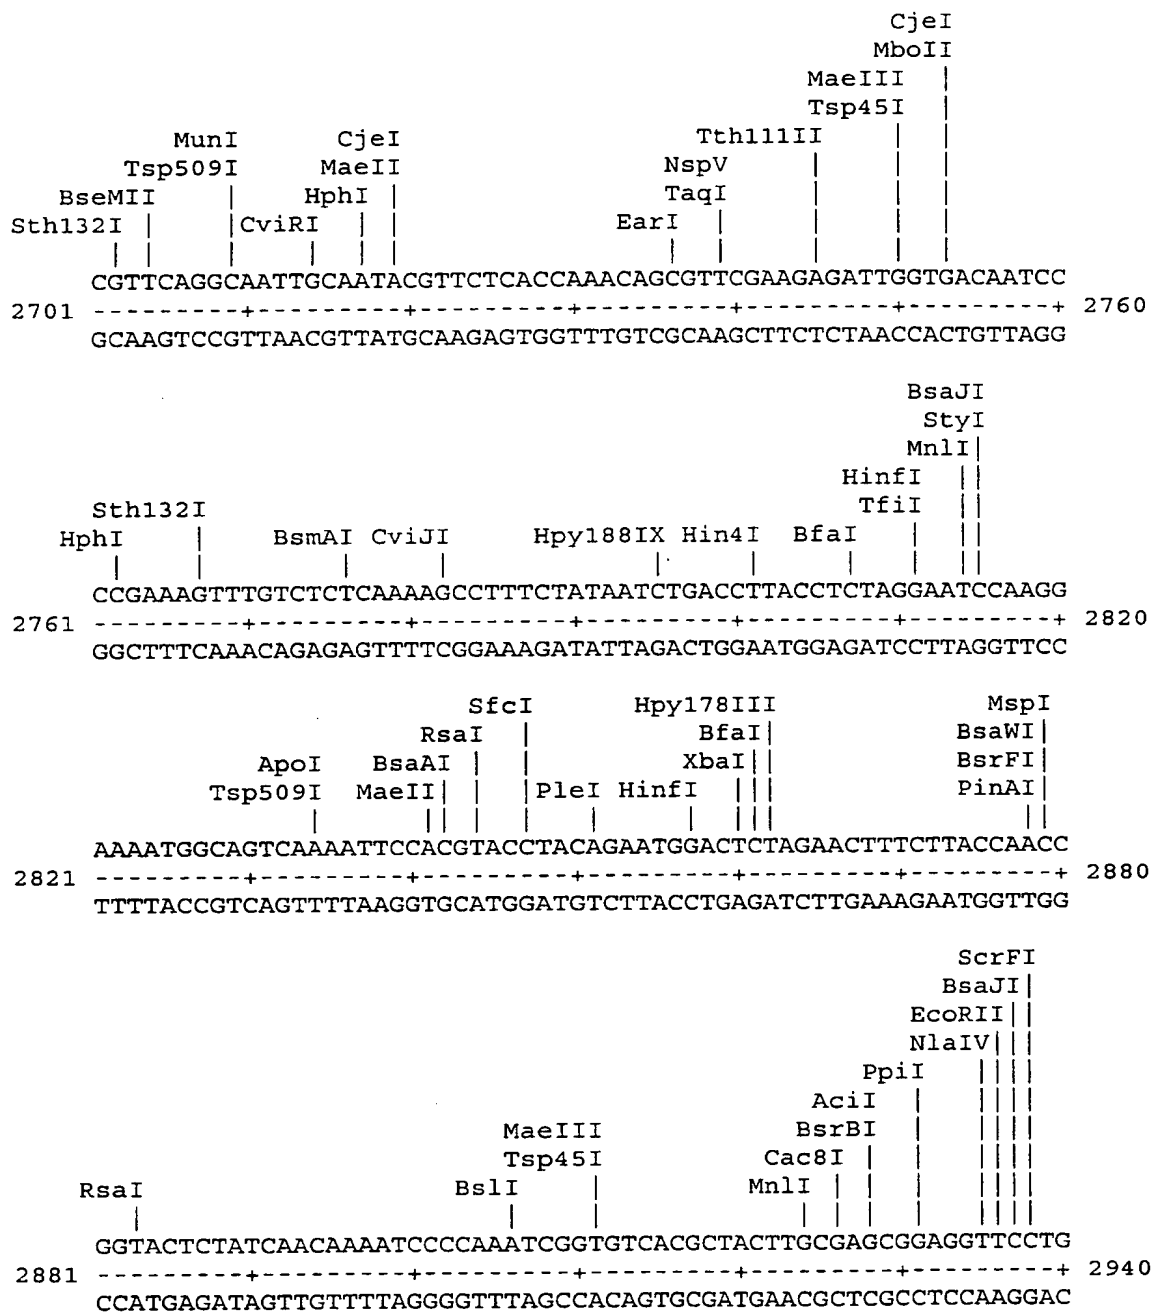 CjeI
MboII
MaeIII
Tsp45I
MunI CjeI Tth111II
Tsp509I MaeII NspV
BseMII HphI TaqI
Sth132I CviRI EarI
CGTTCAGGCAATTGCAATACGTTCTCACCAAACAGCGTTCGAAGAGATTGGTGACAATCC
2701 ---------+---------+---------+---------+---------+---------+ 2760
GCAAGTCCGTTAACGTTATGCAAGAGTGGTTTGTCGCAAGCTTCTCTAACCACTGTTAGG
BsaJI
StyI
MnlI
HinfI
Sth132I TfiI
HphI BsmAI CviJI Hpy188IX Hin4I BfaI
CCGAAAGTTTGTCTCTCAAAAGCCTTTCTATAATCTGACCTTACCTCTAGGAATCCAAGG
2761 ---------+---------+---------+---------+---------+---------+ 2820
GGCTTTCAAACAGAGAGTTTTCGGAAAGATATTAGACTGGAATGGAGATCCTTAGGTTCC
SfcI Hpy178III MspI
RsaI BfaI BsaWI
ApoI BsaAI XbaI BsrFI
Tsp509I MaeII PleI HinfI PinAI
AAAATGGCAGTCAAAATTCCACGTACCTACAGAATGGACTCTAGAACTTTCTTACCAACC
2821 ---------+---------+---------+---------+---------+---------+ 2880
TTTTACCGTCAGTTTTAAGGTGCATGGATGTCTTACCTGAGATCTTGAAAGAATGGTTGG
ScrFI
BsaJI
EcoRII
NlaIV
PpiI
AciI
MaeIII BsrBI
Tsp45I Cac8I
RsaI BslI MnlI
GGTACTCTATCAACAAAATCCCCAAATCGGTGTCACGCTACTTGCGAGCGGAGGTTCCTG
2881 ---------+---------+---------+---------+---------+---------+ 2940
CCATGAGATAGTTGTTTTAGGGGTTTAGCCACAGTGCGATGAACGCTCGCCTCCAAGGAC